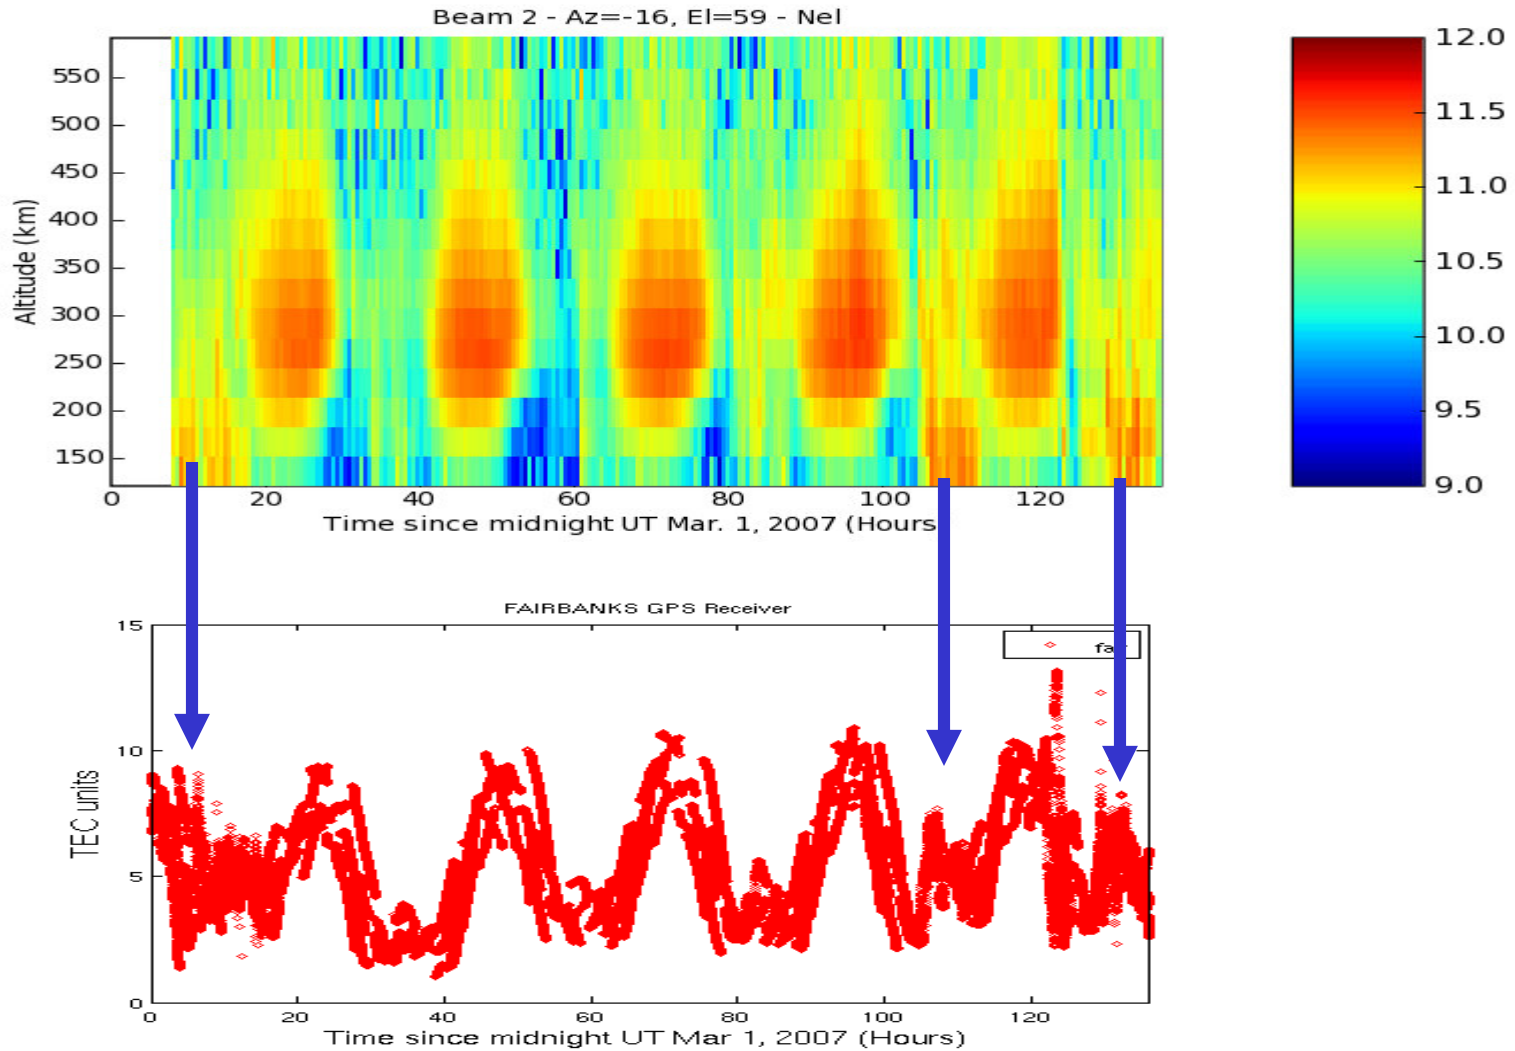 Beam 2 - Az=-16, El=59 - Nel
550
500
450
400
350
300
250
200
150
Altitude (km)
0 20 40 60 80 100 120
Time since midnight UT Mar. 1, 2007 (Hours
12.0
11.5
11.0
10.5
10.0
9.5
9.0
FAIRBANKS GPS Receiver
15
10
5
0
TEC units
0 20 40 60 80 100 120
Time since midnight UT Mar 1, 2007 (Hours)